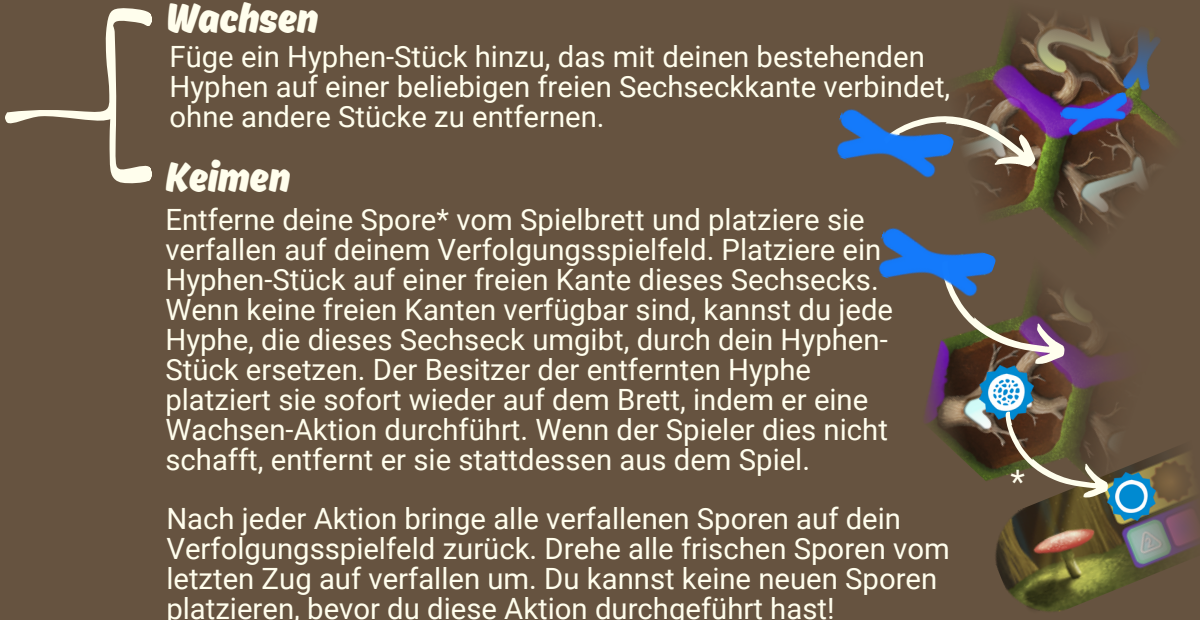 Wachsen
Füge ein Hyphen-Stück hinzu, das mit deinen bestehenden
Hyphen auf einer beliebigen freien Sechseckkante verbindet,
ohne andere Stücke zu entfernen.
Keimen
Entferne deine Spore* vom Spielbrett und platziere sie
verfallen auf deinem Verfolgungsspielfeld. Platziere ein
Hyphen-Stück auf einer freien Kante dieses Sechsecks.
Wenn keine freien Kanten verfügbar sind, kannst du jede
Hyphe, die dieses Sechseck umgibt, durch dein Hyphen-
Stück ersetzen. Der Besitzer der entfernten Hyphe
platziert sie sofort wieder auf dem Brett, indem er eine
Wachsen-Aktion durchführt. Wenn der Spieler dies nicht
schafft, entfernt er sie stattdessen aus dem Spiel.
*
Nach jeder Aktion bringe alle verfallenen Sporen auf dein
Verfolgungsspielfeld zurück. Drehe alle frischen Sporen vom
letzten Zug auf verfallen um. Du kannst keine neuen Sporen
platzieren, bevor du diese Aktion durchgeführt hast!
2
1